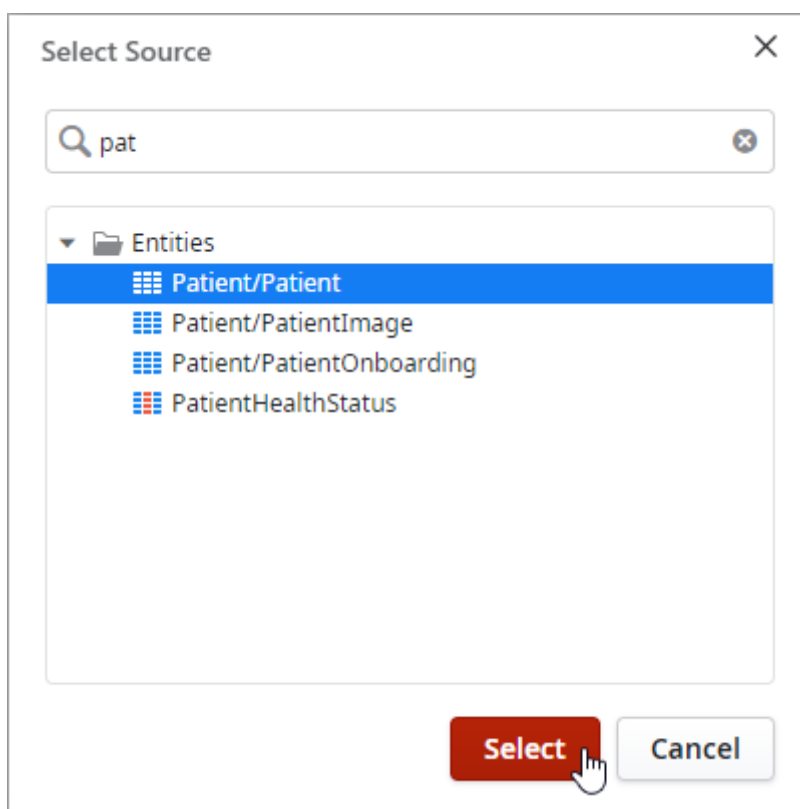 Select Source
pat
Entities
Patient/Patient
Patient/PatientImage
Patient/PatientOnboarding
PatientHealthStatus
Select Cancel